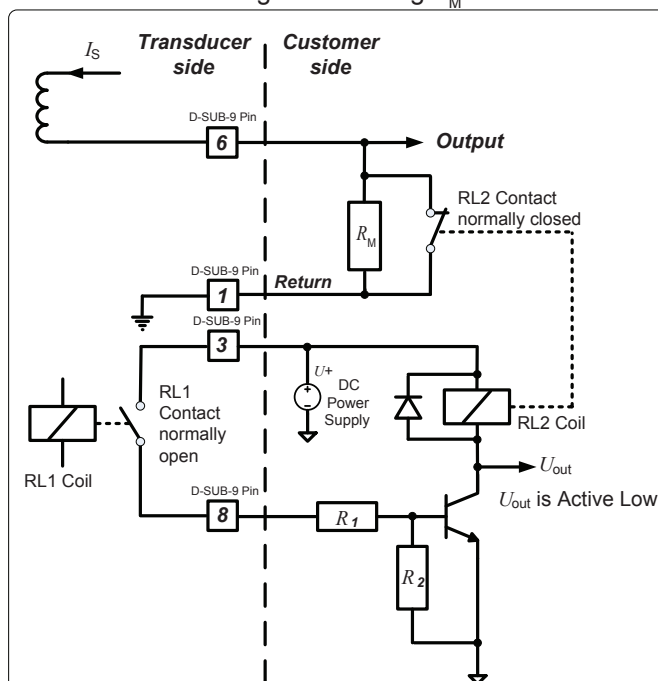 M
I_S
Transducer side
Customer side
D-SUB-9 Pin
6
Output
RL2 Contact
normally closed
R_M
D-SUB-9 Pin
1
Return
D-SUB-9 Pin
3
U+
DC
Power
Supply
RL1
Contact
normally
open
RL1 Coil
RL2 Coil
U_out
U_out is Active Low
D-SUB-9 Pin
8
R_1
R_2